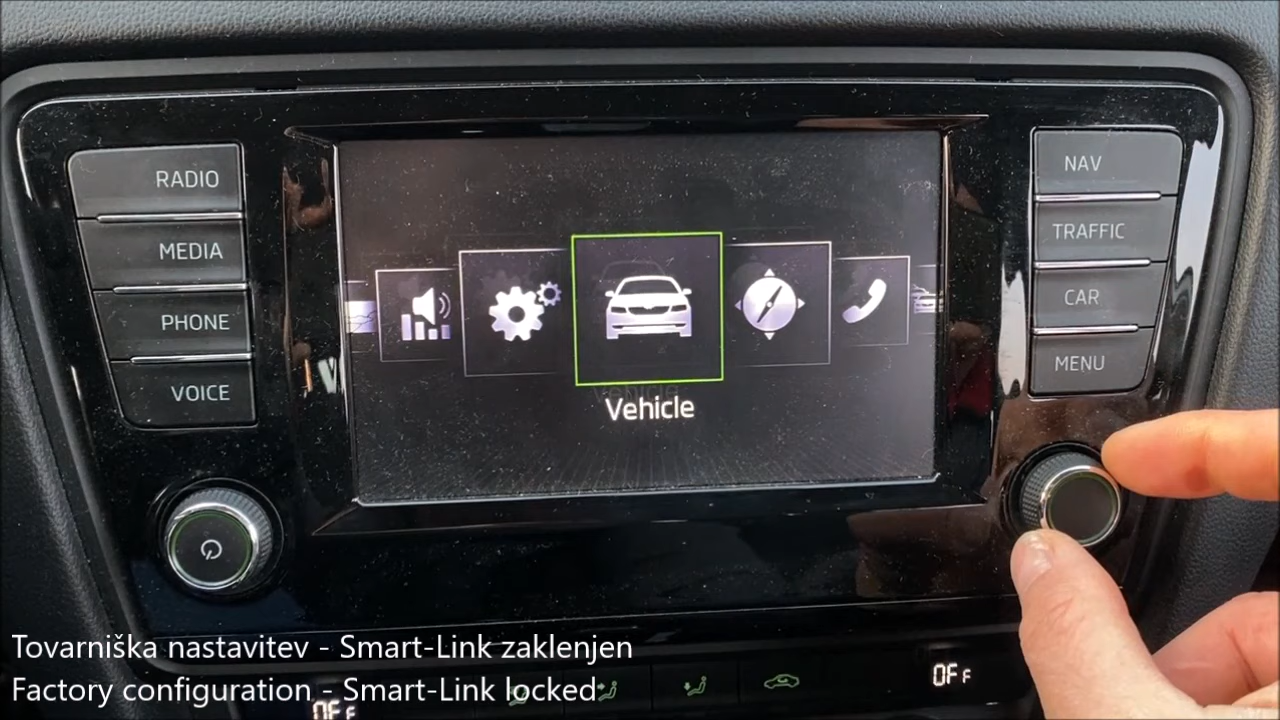 RADIO
MEDIA
PHONE
VOICE
Vehicle
NAV
TRAFFIC
CAR
MENU
Tovarniška nastavitev - Smart-Link zaklenjen
Factory configuration - Smart-Link locked
OFF
OFF